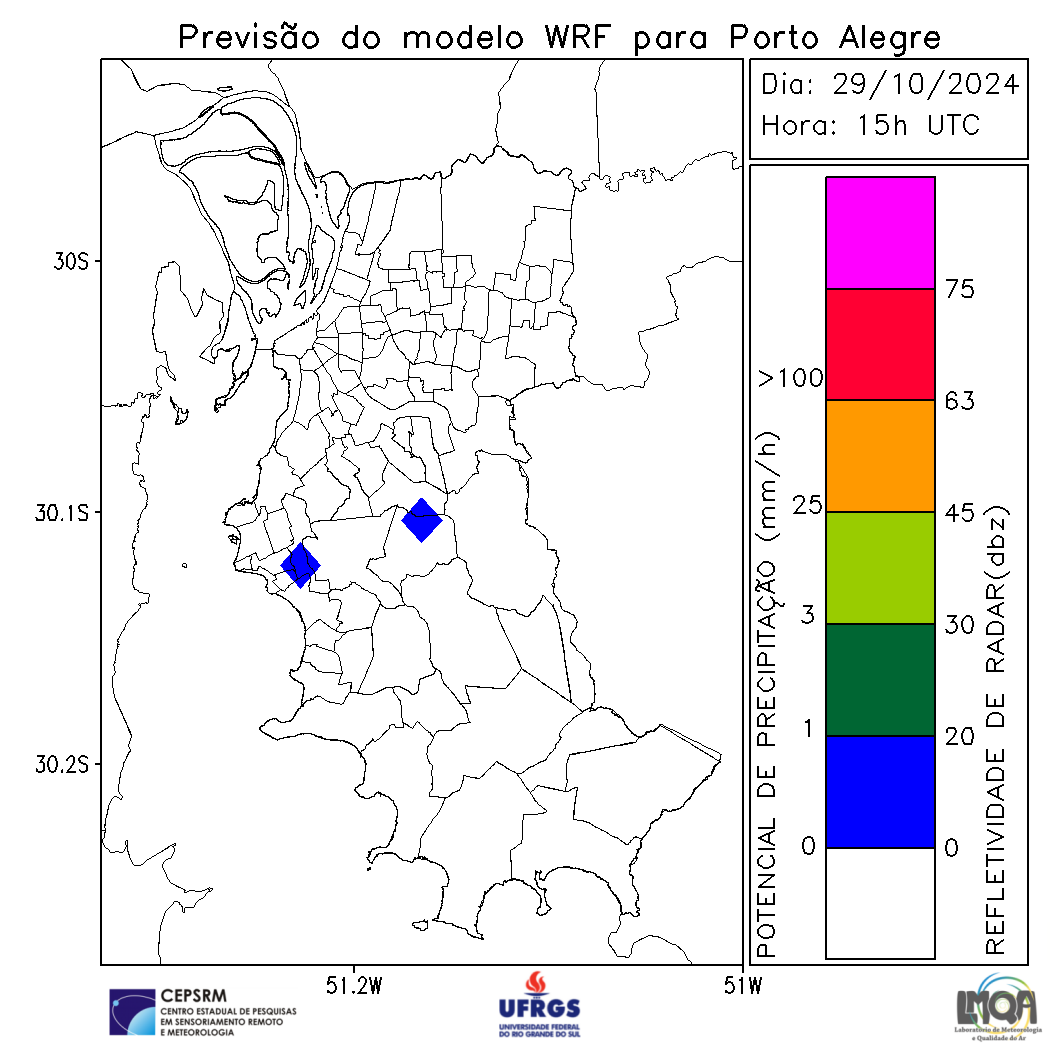 Previsão do modelo WRF para Porto Alegre
Dia: 29/10/2024
Hora: 15h UTC
30S
30.1S
30.2S
51.2W
51W
POTENCIAL DE PRECIPITAÇÃO (mm/h)
>100
25
3
1
0
75
63
45
30
20
0
REFLETIVIDADE DE RADAR(dbz)
CEPSRM
CENTRO ESTADUAL DE PESQUISAS
EM SENSORIAMENTO REMOTO
E METEOROLOGIA
UFRGS
UNIVERSIDADE FEDERAL
DO RIO GRANDE DO SUL
LMQA
Laboratório de Meteorologia
e Qualidade do Ar